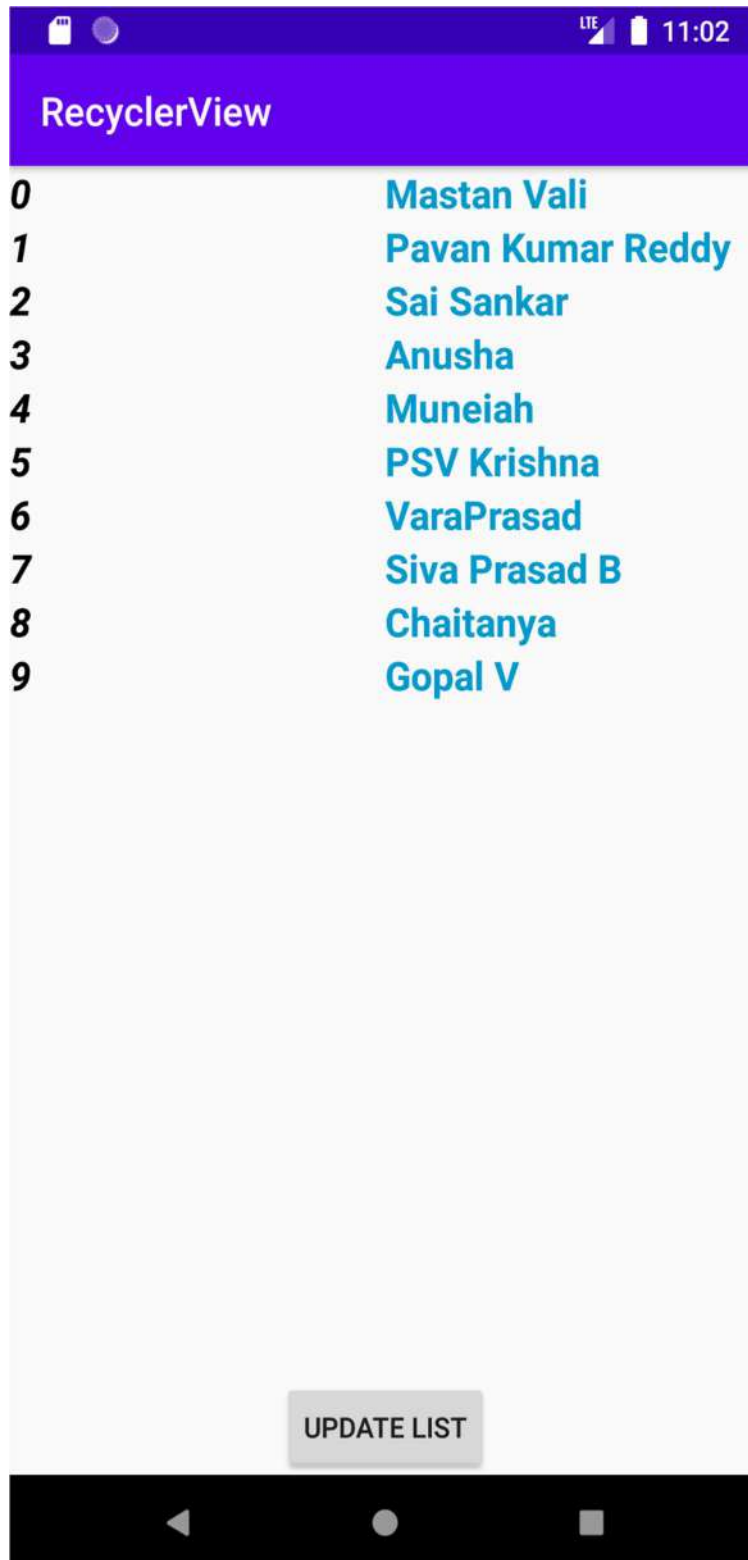 LTE 11:02
RecyclerView
0 Mastan Vali
1 Pavan Kumar Reddy
2 Sai Sankar
3 Anusha
4 Muneiah
5 PSV Krishna
6 VaraPrasad
7 Siva Prasad B
8 Chaitanya
9 Gopal V
UPDATE LIST